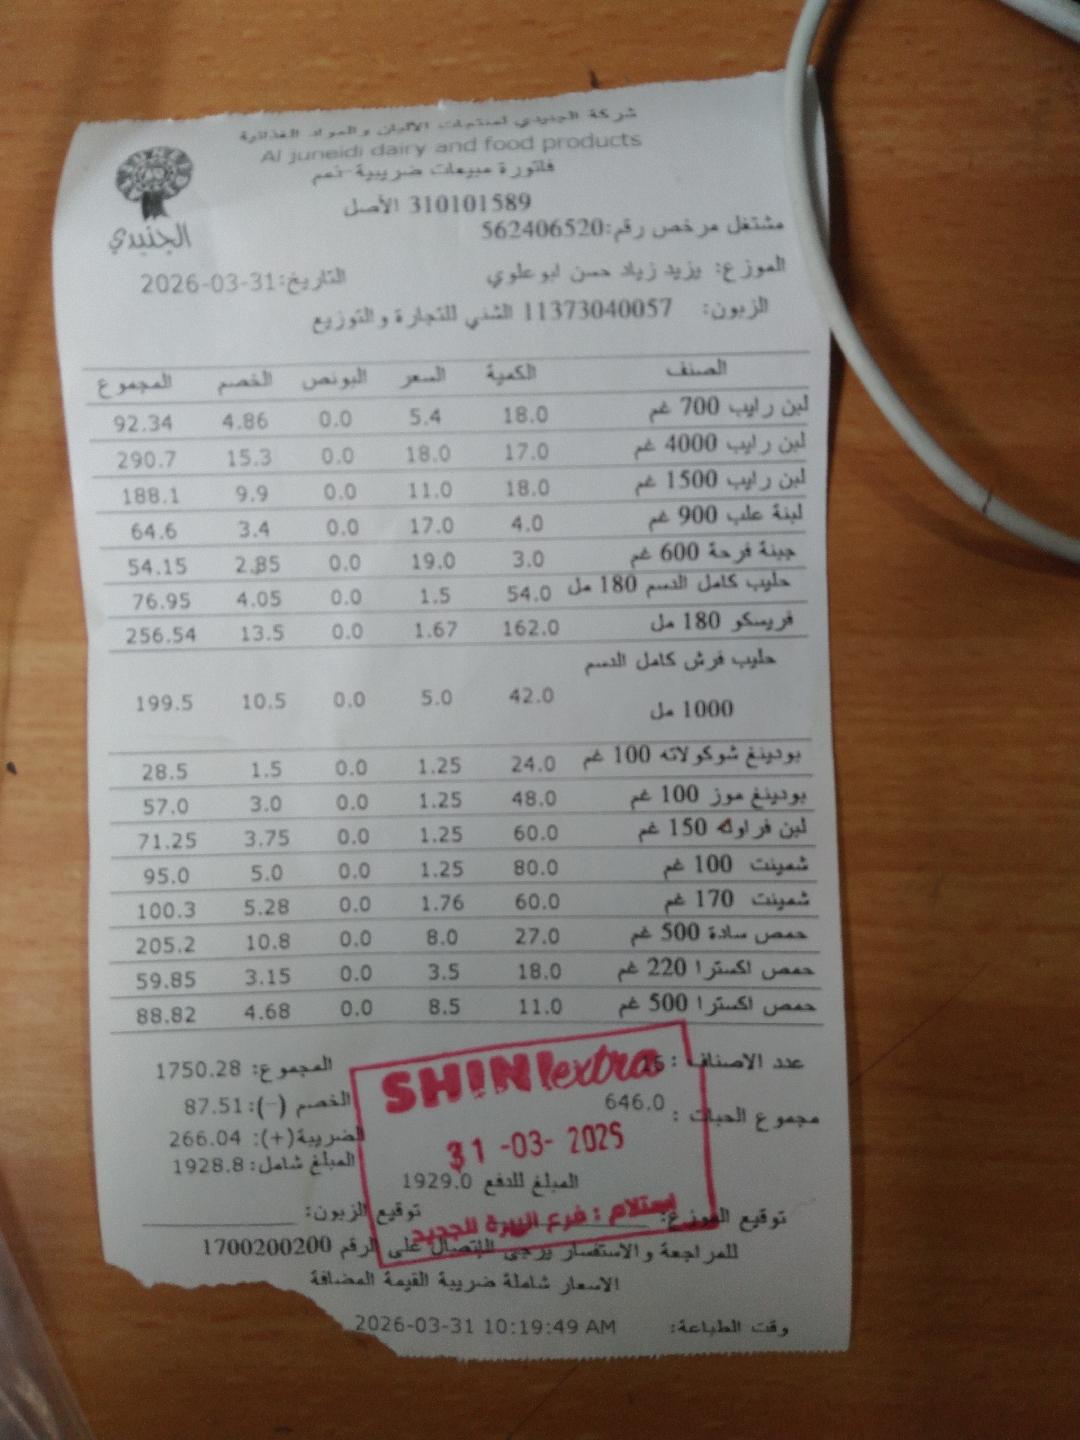 شركة الجنيدي لمنتجات الألبان والمواد الغذائية
Al juneidi dairy and food products
فاتورة مبيعات ضريبية-ذمم
310101589 الأصل
الجنيدي
مشتغل مرخص رقم:562406520
الموزع: يزيد زياد حسن ابو علوي التاريخ:2026-03-31
الزبون: 11373040057 الشني للتجارة والتوزيع
الصنف الكمية السعر البونص الخصم المجموع
لبن رايب 700 غم 18.0 5.4 0.0 4.86 92.34
لبن رايب 4000 غم 17.0 18.0 0.0 15.3 290.7
لبن رايب 1500 غم 18.0 11.0 0.0 9.9 188.1
لبنة علب 900 غم 4.0 17.0 0.0 3.4 64.6
جبنة فرحة 600 غم 3.0 19.0 0.0 2.85 54.15
حليب كامل الدسم 180 مل 54.0 1.5 0.0 4.05 76.95
فريسكو 180 مل 162.0 1.67 0.0 13.5 256.54
حليب فرش كامل الدسم
1000 مل 42.0 5.0 0.0 10.5 199.5
بودينغ شوكولاته 100 غم 24.0 1.25 0.0 1.5 28.5
بودينغ موز 100 غم 48.0 1.25 0.0 3.0 57.0
لبن فراولة 150 غم 60.0 1.25 0.0 3.75 71.25
شمينت 100 غم 80.0 1.25 0.0 5.0 95.0
شمينت 170 غم 60.0 1.76 0.0 5.28 100.3
حمص سادة 500 غم 27.0 8.0 0.0 10.8 205.2
حمص اكسترا 220 غم 18.0 3.5 0.0 3.15 59.85
حمص اكسترا 500 غم 11.0 8.5 0.0 4.68 88.82
عدد الاصناف : 16 المجموع: 1750.28
SHINI extra
مجموع الحبات : 646.0 الخصم (-): 87.51
الضريبة(+): 266.04
31 -03- 2025
المبلغ شامل: 1928.8
المبلغ للدفع 1929.0
توقيع الموزع: توقيع الزبون:
استلام : فرع البيرة الجديد
للمراجعة والاستفسار يرجى الاتصال على الرقم 1700200200
الاسعار شاملة ضريبة القيمة المضافة
وقت الطباعة: 2026-03-31 10:19:49 AM